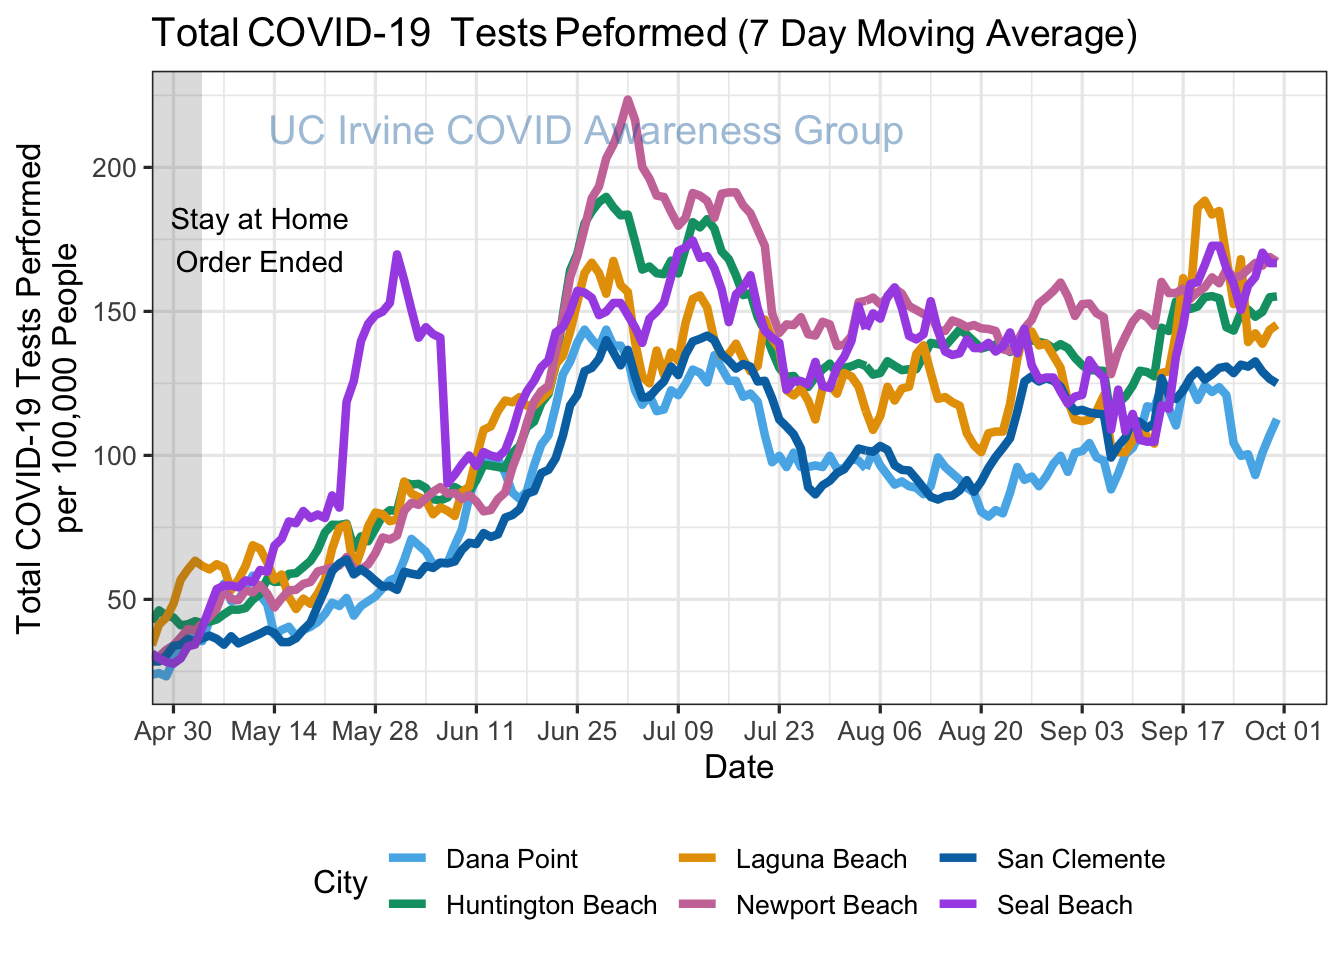 Total COVID-19  Tests Peformed (7 Day Moving Average)
UC Irvine COVID Awareness Group
Stay at Home
Order Ended
Total COVID-19 Tests Performed
per 100,000 People
200
150
100
50
Apr 30 May 14 May 28 Jun 11 Jun 25 Jul 09 Jul 23 Aug 06 Aug 20 Sep 03 Sep 17 Oct 01
Date
City
Dana Point Laguna Beach San Clemente
Huntington Beach Newport Beach Seal Beach